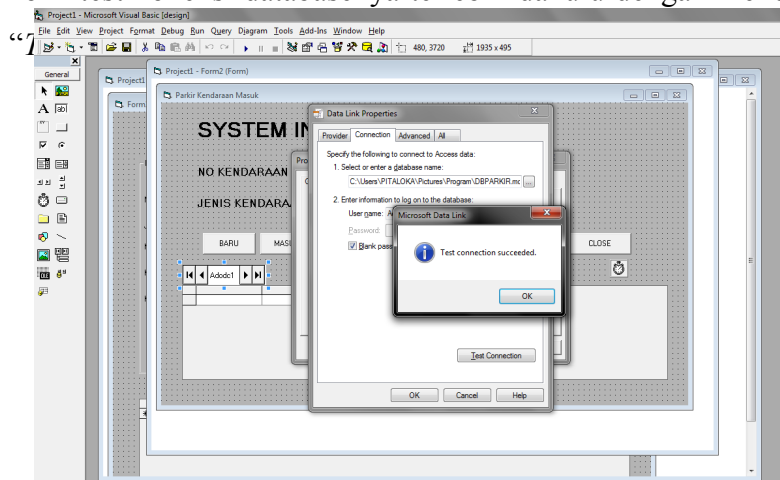 Project1 - Microsoft Visual Basic [design]
File Edit View Project Format Debug Run Query Diagram Tools Add-Ins Window Help
480, 3720 1935 x 495
General
Project1
Project1 - Form2 (Form)
Form
Parkir Kendaraan Masuk
SYSTEM IN
Data Link Properties
Provider Connection Advanced All
Specify the following to connect to Access data:
1. Select or enter a database name:
C:\Users\PITALOKA\Pictures\Program\DBPARKIR.mc ...
2. Enter information to log on to the database:
User name:
Password:
Blank pas
NO KENDARAAN
JENIS KENDARA
BARU
MAS
CLOSE
Adodc1
Microsoft Data Link
Test connection succeeded.
OK
Test Connection
OK Cancel Help